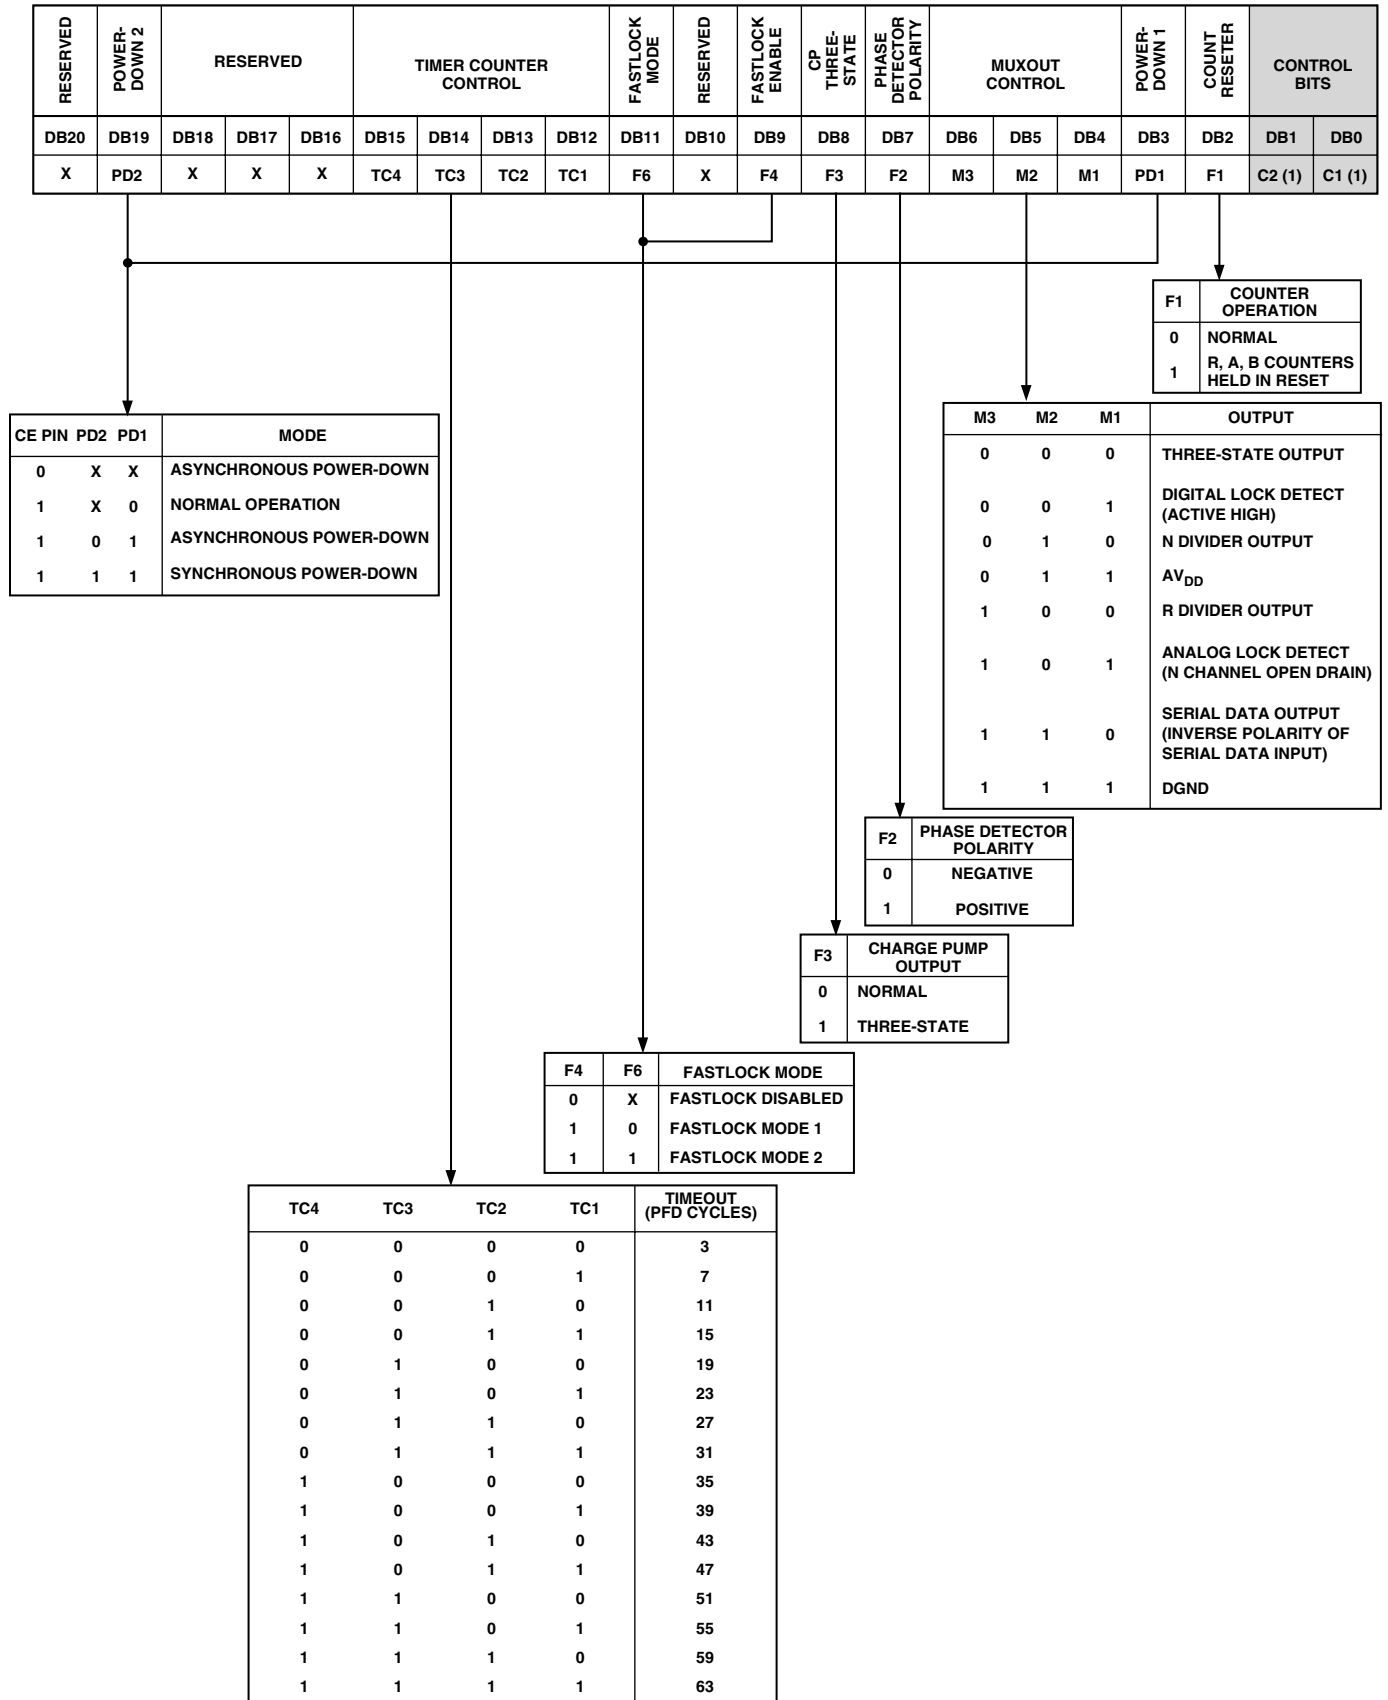 RESERVED
POWER-
DOWN 2
RESERVED
TIMER COUNTER
CONTROL
FASTLOCK
MODE
RESERVED
FASTLOCK
ENABLE
CP
THREE-
STATE
PHASE
DETECTOR
POLARITY
MUXOUT
CONTROL
POWER-
DOWN 1
COUNT
RESETER
CONTROL
BITS
DB20 DB19 DB18 DB17 DB16 DB15 DB14 DB13 DB12 DB11 DB10 DB9 DB8 DB7 DB6 DB5 DB4 DB3 DB2 DB1 DB0
X PD2 X X X TC4 TC3 TC2 TC1 F6 X F4 F3 F2 M3 M2 M1 PD1 F1 C2 (1) C1 (1)
F1 COUNTER
OPERATION
0 NORMAL
1 R, A, B COUNTERS
HELD IN RESET
CE PIN PD2 PD1 MODE
0 X X ASYNCHRONOUS POWER-DOWN
1 X 0 NORMAL OPERATION
1 0 1 ASYNCHRONOUS POWER-DOWN
1 1 1 SYNCHRONOUS POWER-DOWN
M3 M2 M1 OUTPUT
0 0 0 THREE-STATE OUTPUT
0 0 1 DIGITAL LOCK DETECT
(ACTIVE HIGH)
0 1 0 N DIVIDER OUTPUT
0 1 1 AVDD
1 0 0 R DIVIDER OUTPUT
1 0 1 ANALOG LOCK DETECT
(N CHANNEL OPEN DRAIN)
1 1 0 SERIAL DATA OUTPUT
(INVERSE POLARITY OF
SERIAL DATA INPUT)
1 1 1 DGND
F2 PHASE DETECTOR
POLARITY
0 NEGATIVE
1 POSITIVE
F3 CHARGE PUMP
OUTPUT
0 NORMAL
1 THREE-STATE
F4 F6 FASTLOCK MODE
0 X FASTLOCK DISABLED
1 0 FASTLOCK MODE 1
1 1 FASTLOCK MODE 2
TC4 TC3 TC2 TC1 TIMEOUT
(PFD CYCLES)
0 0 0 0 3
0 0 0 1 7
0 0 1 0 11
0 0 1 1 15
0 1 0 0 19
0 1 0 1 23
0 1 1 0 27
0 1 1 1 31
1 0 0 0 35
1 0 0 1 39
1 0 1 0 43
1 0 1 1 47
1 1 0 0 51
1 1 0 1 55
1 1 1 0 59
1 1 1 1 63